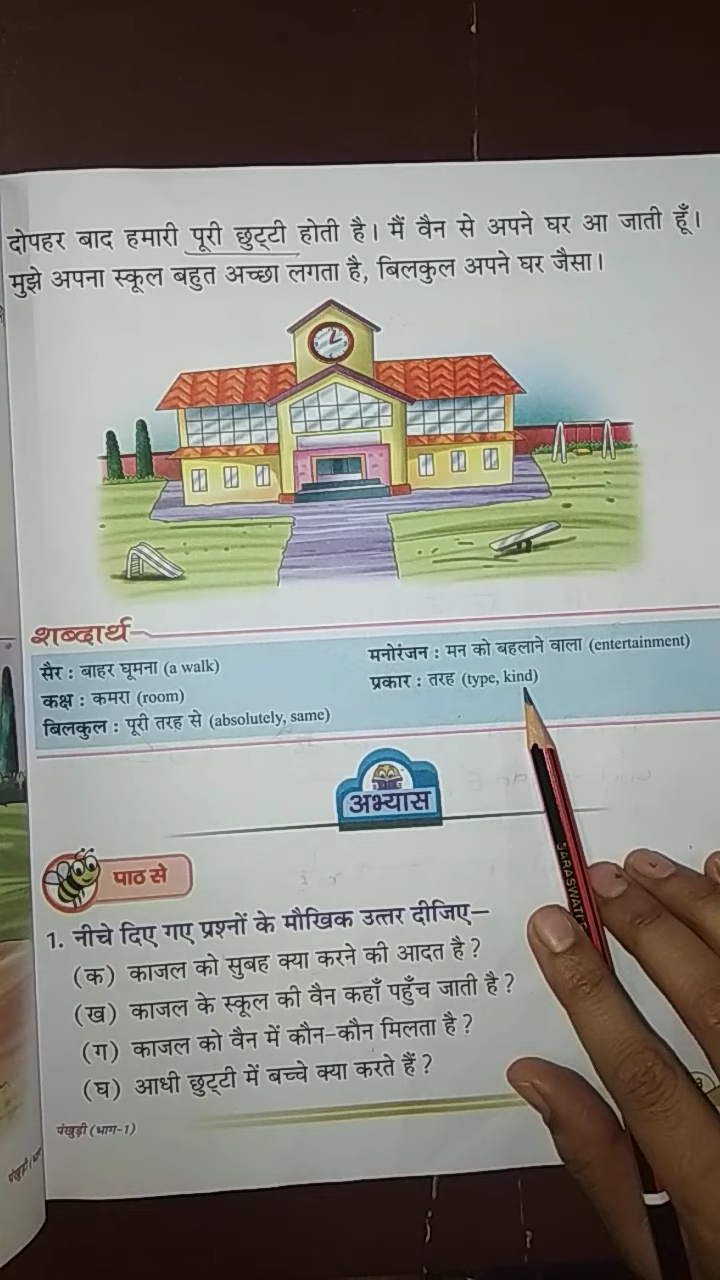 दोपहर बाद हमारी पूरी छुट्टी होती है। मैं वैन से अपने घर आ जाती हूँ।
मुझे अपना स्कूल बहुत अच्छा लगता है, बिलकुल अपने घर जैसा।
शब्दार्थ
सैर : बाहर घूमना (a walk)
कक्ष : कमरा (room)
बिलकुल : पूरी तरह से (absolutely, same)
मनोरंजन : मन को बहलाने वाला (entertainment)
प्रकार : तरह (type, kind)
अभ्यास
पाठ से
1. नीचे दिए गए प्रश्नों के मौखिक उत्तर दीजिए—
(क) काजल को सुबह क्या करने की आदत है?
(ख) काजल के स्कूल की वैन कहाँ पहुँच जाती है?
(ग) काजल को वैन में कौन-कौन मिलता है?
(घ) आधी छुट्टी में बच्चे क्या करते हैं?
पंखुड़ी (भाग-1)
SARASWATI